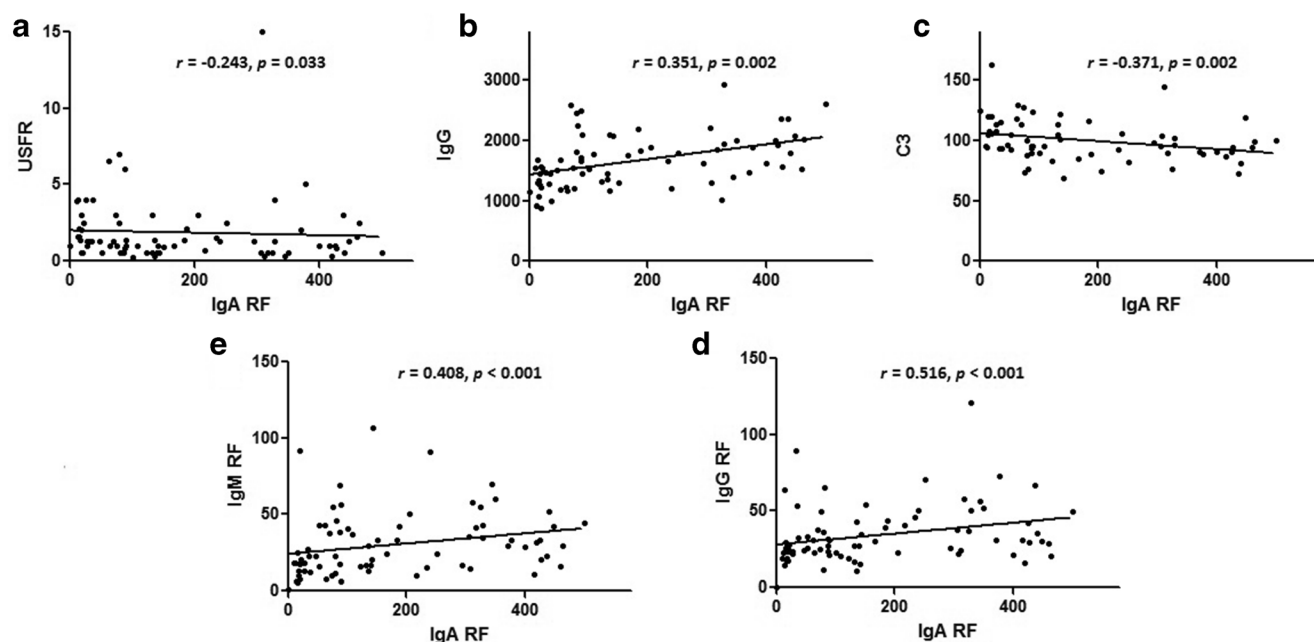 a
r = -0.243, p = 0.033
USFR
15
10
5
0
0 200 400
IgA RF
b
r = 0.351, p = 0.002
IgG
3000
2000
1000
0
0 200 400
IgA RF
c
r = -0.371, p = 0.002
C3
150
100
50
0
0 200 400
IgA RF
e
r = 0.408, p < 0.001
IgM RF
150
100
50
0
0 200 400
IgA RF
d
r = 0.516, p < 0.001
IgG RF
150
100
50
0
0 200 400
IgA RF